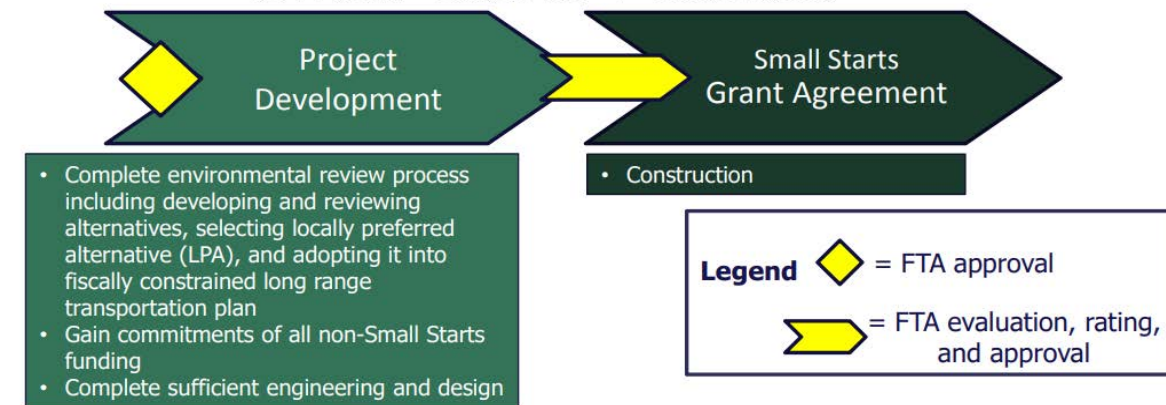 Project
Development
Small Starts
Grant Agreement
• Complete environmental review process
including developing and reviewing
alternatives, selecting locally preferred
alternative (LPA), and adopting it into
fiscally constrained long range
transportation plan
• Gain commitments of all non-Small Starts
funding
• Complete sufficient engineering and design
• Construction
Legend
= FTA approval
= FTA evaluation, rating,
and approval